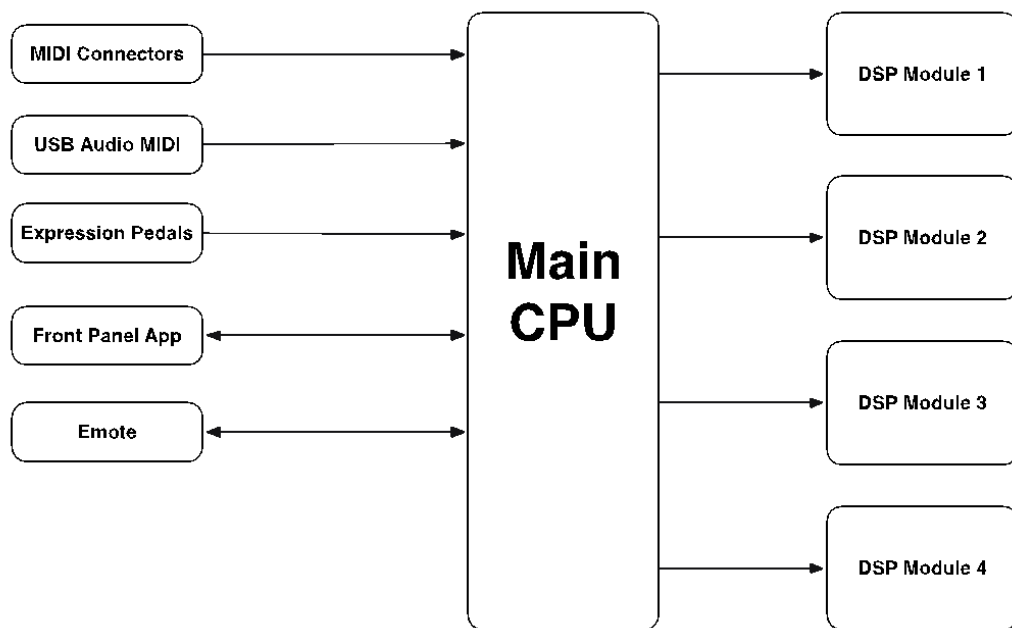 MIDI Connectors
USB Audio MIDI
Expression Pedals
Front Panel App
Emote
Main
CPU
DSP Module 1
DSP Module 2
DSP Module 3
DSP Module 4